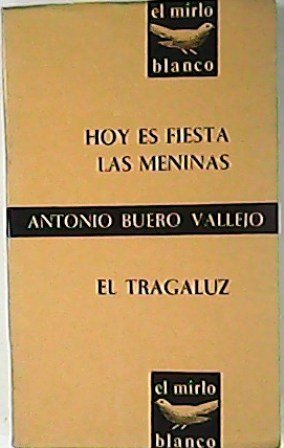 el mirlo
blanco
HOY ES FIESTA
LAS MENINAS
ANTONIO BUERO VALLEJO
EL TRAGALUZ
el mirlo
blanco